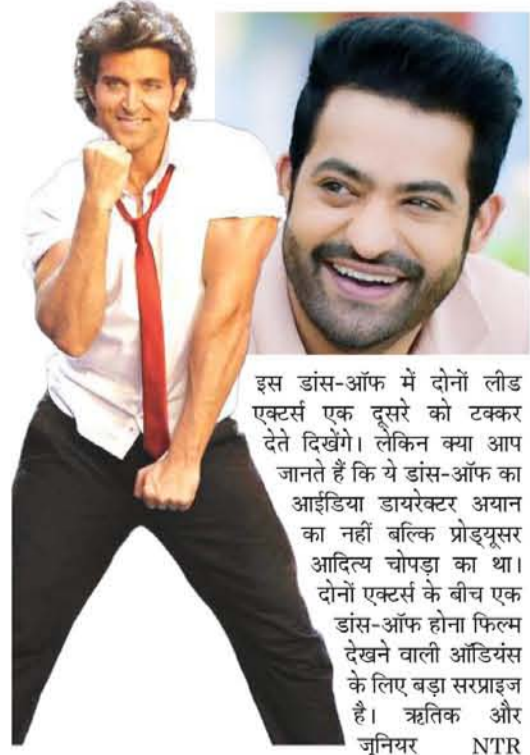 इस डांस-ऑफ में दोनों लीड
एक्टर्स एक दूसरे को टक्कर
देते दिखेंगे। लेकिन क्या आप
जानते हैं कि ये डांस-ऑफ का
आईडिया डायरेक्टर अयान
का नहीं बल्कि प्रोड्यूसर
आदित्य चोपड़ा का था।
दोनों एक्टर्स के बीच एक
डांस-ऑफ होना फिल्म
देखने वाली ऑडियंस
के लिए बड़ा सरप्राइज
है। ऋतिक और
जूनियर NTR